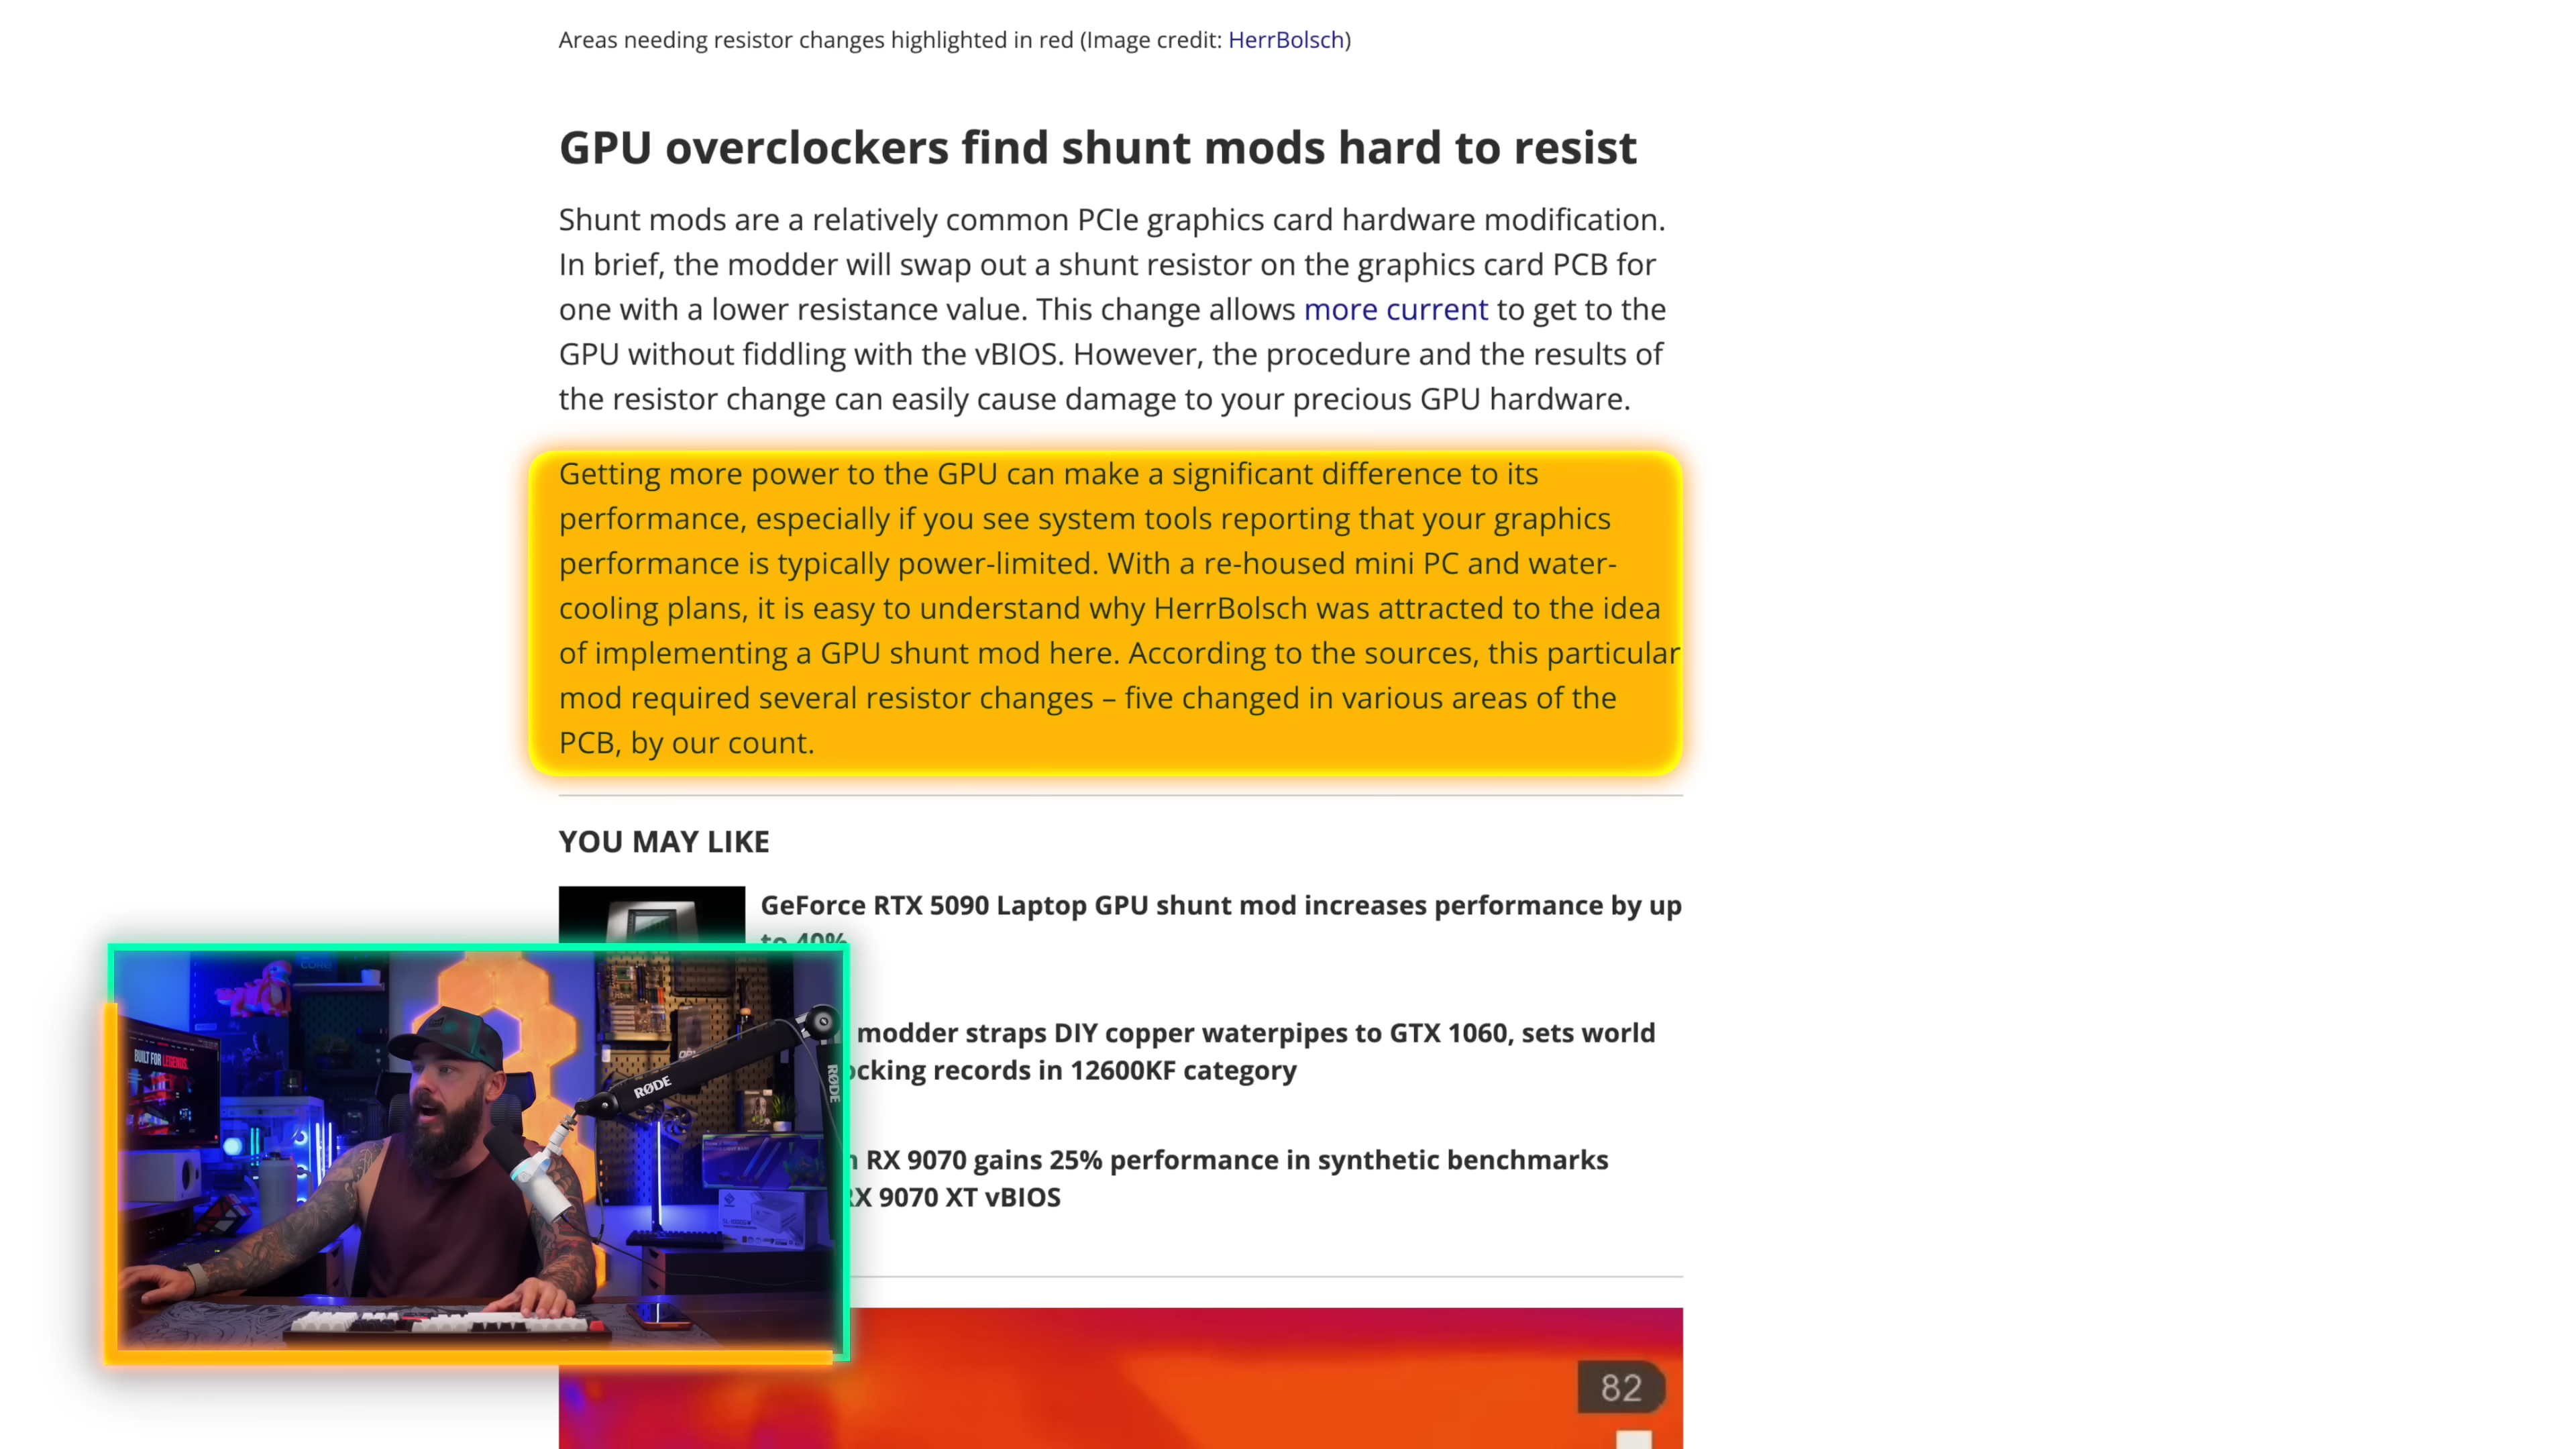 Areas needing resistor changes highlighted in red (Image credit: HerrBolsch)
GPU overclockers find shunt mods hard to resist
Shunt mods are a relatively common PCIe graphics card hardware modification.
In brief, the modder will swap out a shunt resistor on the graphics card PCB for
one with a lower resistance value. This change allows more current to get to the
GPU without fiddling with the vBIOS. However, the procedure and the results of
the resistor change can easily cause damage to your precious GPU hardware.
Getting more power to the GPU can make a significant difference to its
performance, especially if you see system tools reporting that your graphics
performance is typically power-limited. With a re-housed mini PC and water-
cooling plans, it is easy to understand why HerrBolsch was attracted to the idea
of implementing a GPU shunt mod here. According to the sources, this particular
mod required several resistor changes – five changed in various areas of the
PCB, by our count.
YOU MAY LIKE
GeForce RTX 5090 Laptop GPU shunt mod increases performance by up
to 40%
modder straps DIY copper waterpipes to GTX 1060, sets world
ocking records in 12600KF category
RX 9070 gains 25% performance in synthetic benchmarks
RX 9070 XT vBIOS
BUILT FOR LEGENDS.
RØDE
RØDE
82